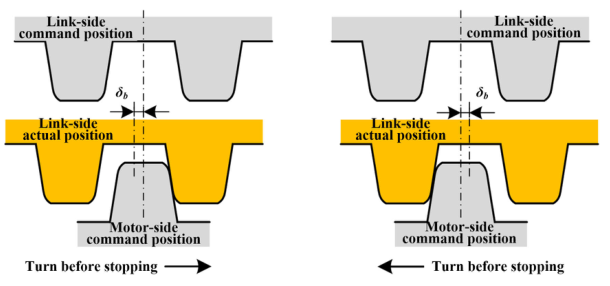 Link-side
command position
δb
Link-side
actual position
Motor-side
command position
Turn before stopping
Link-side
command position
δb
Link-side
actual position
Motor-side
command position
Turn before stopping